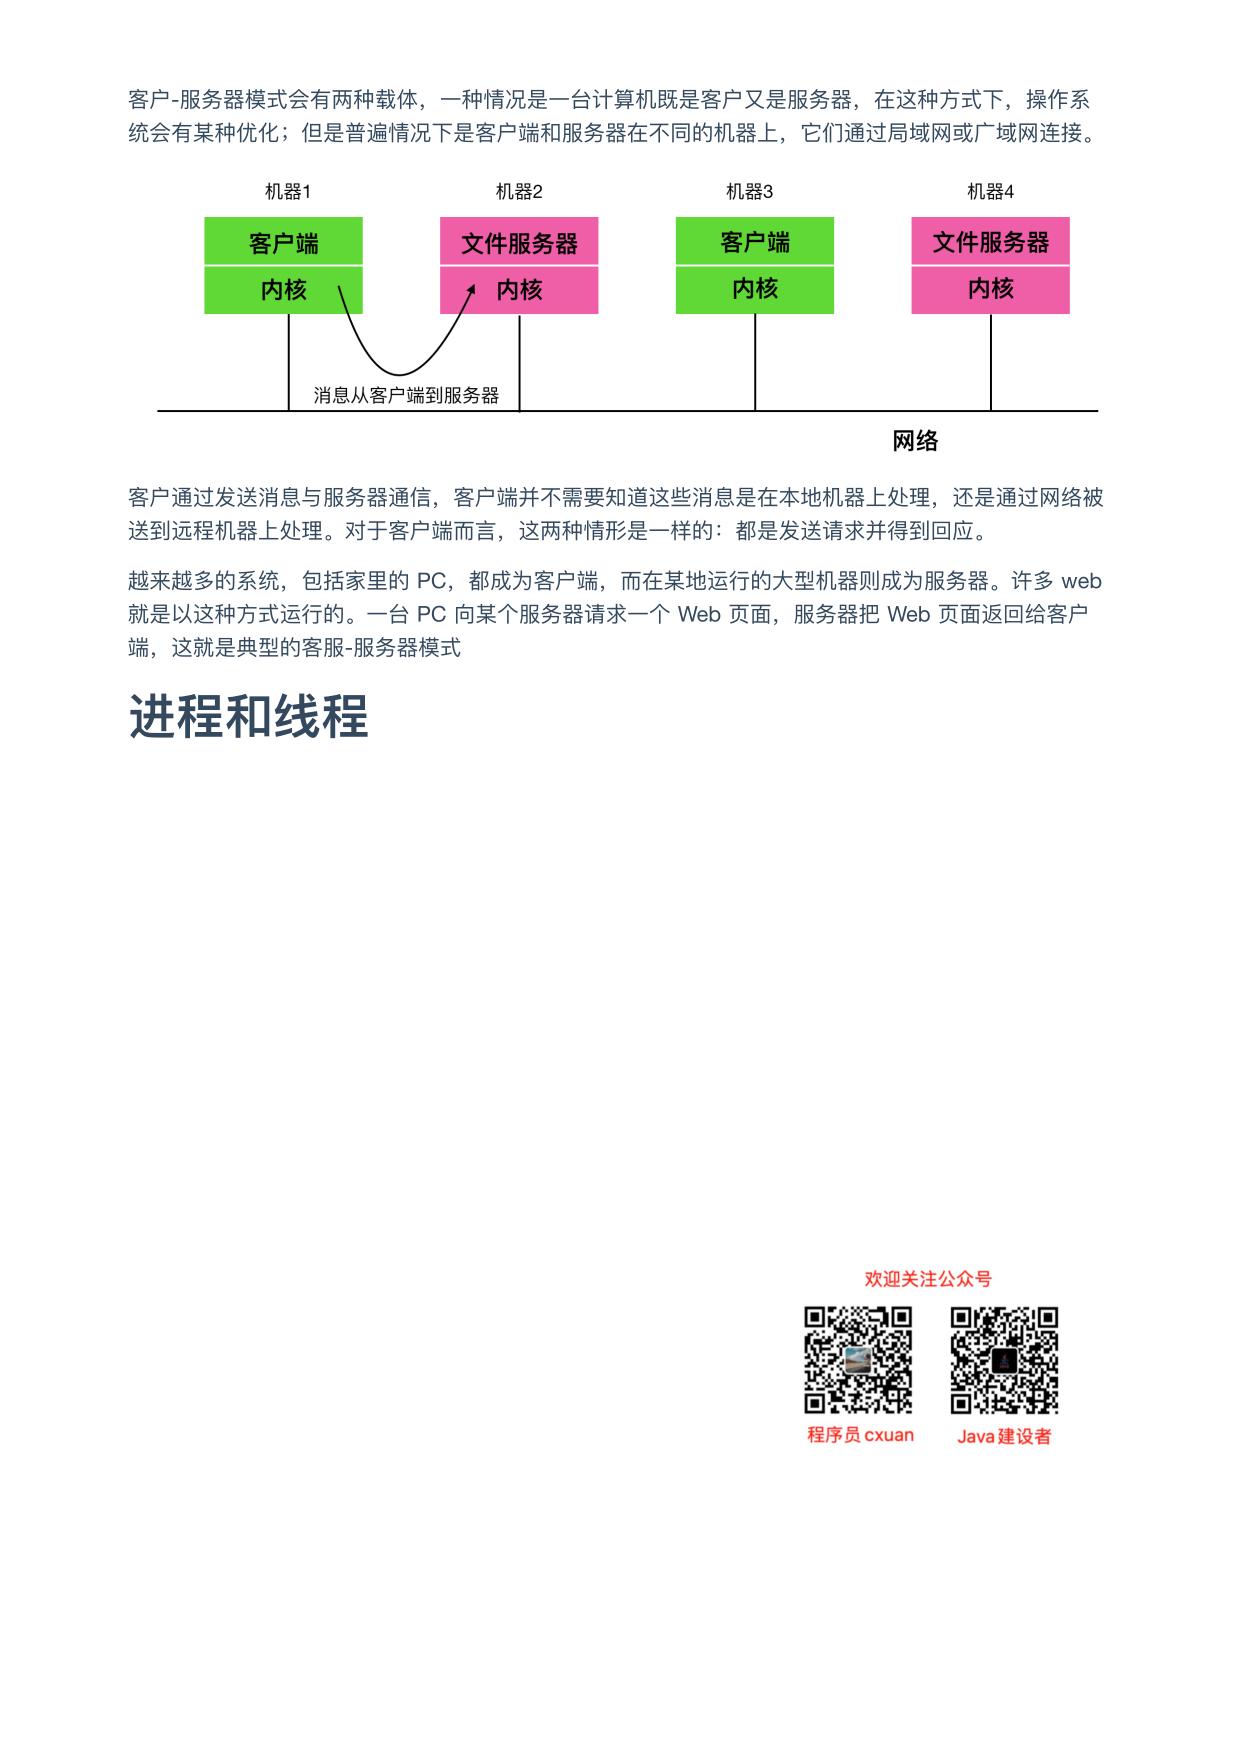 客户-服务器模式会有两种载体，一种情况是一台计算机既是客户又是服务器，在这种方式下，操作系
统会有某种优化；但是普遍情况下是客户端和服务器在不同的机器上，它们通过局域网或广域网连接。
机器1 机器2 机器3 机器4
客户端 文件服务器 客户端 文件服务器
内核 内核 内核 内核
消息从客户端到服务器
网络
客户通过发送消息与服务器通信，客户端并不需要知道这些消息是在本地机器上处理，还是通过网络被
送到远程机器上处理。对于客户端而言，这两种情形是一样的：都是发送请求并得到回应。
越来越多的系统，包括家里的 PC，都成为客户端，而在某地运行的大型机器则成为服务器。许多 web
就是以这种方式运行的。一台 PC 向某个服务器请求一个 Web 页面，服务器把 Web 页面返回给客户
端，这就是典型的客服-服务器模式
进程和线程
欢迎关注公众号
程序员cxuan Java建设者